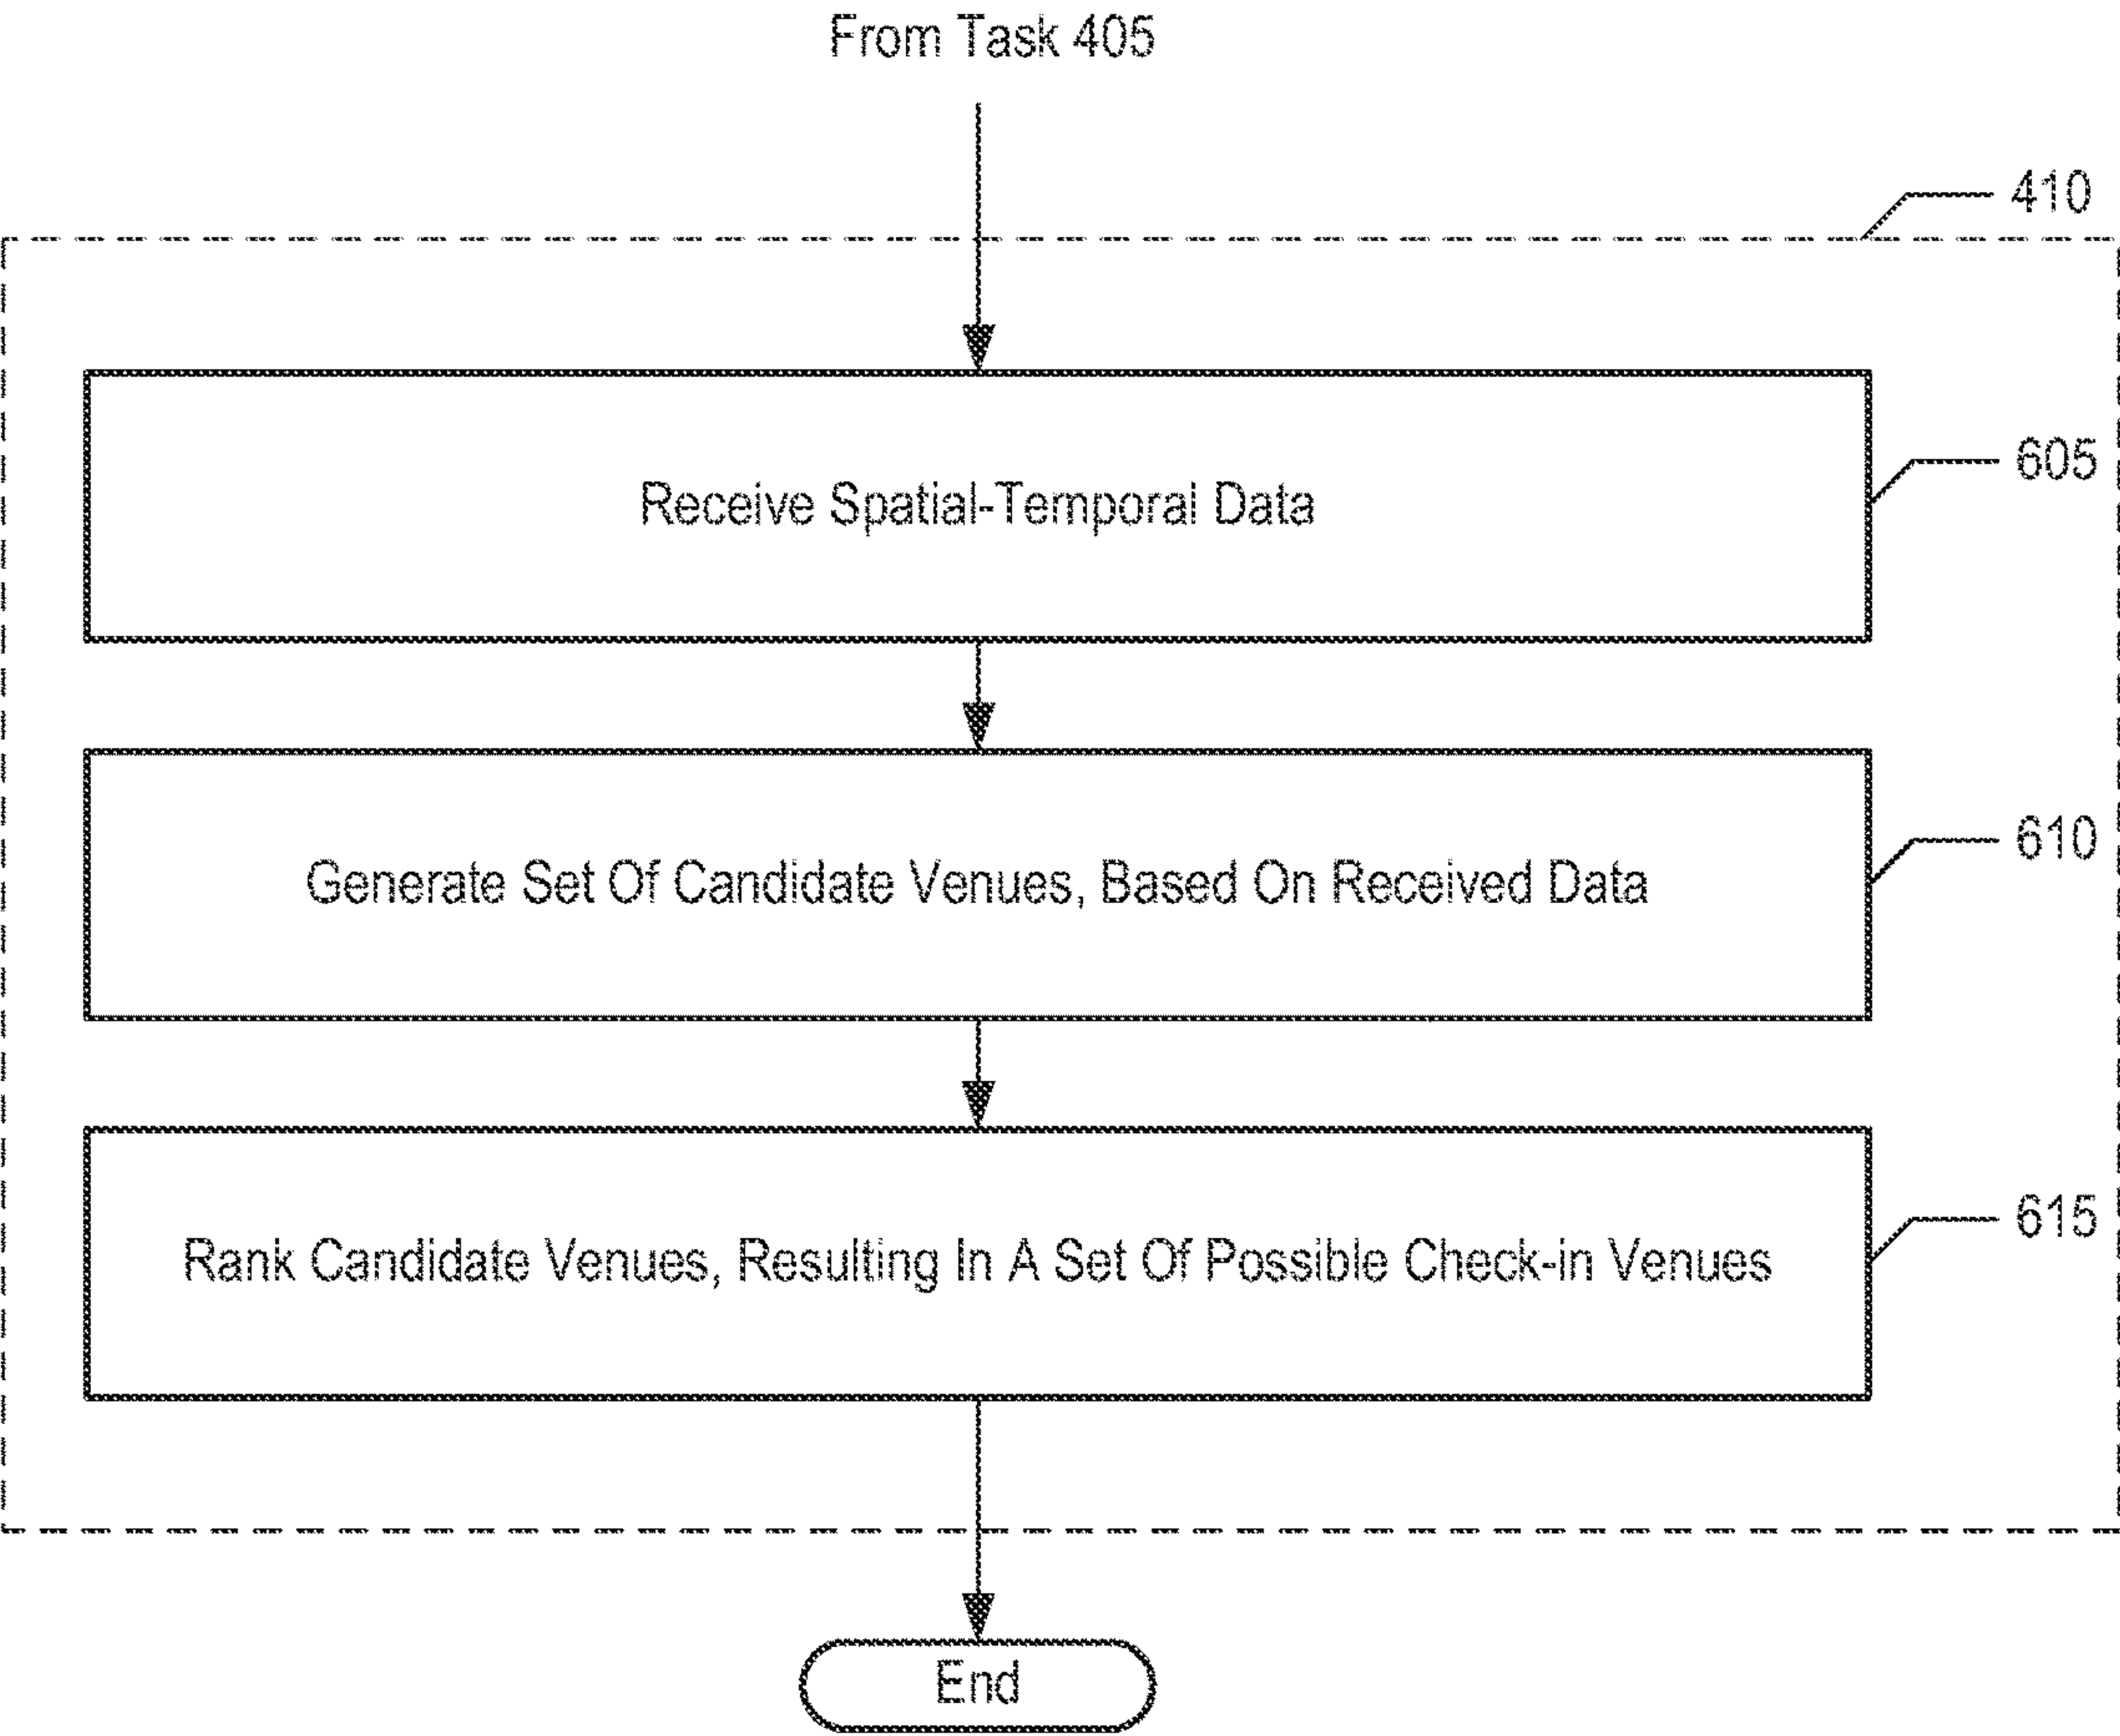 From Task 405
410
Receive Spatial-Temporal Data
605
Generate Set Of Candidate Venues, Based On Received Data
610
Rank Candidate Venues, Resulting In A Set Of Possible Check-in Venues
615
End